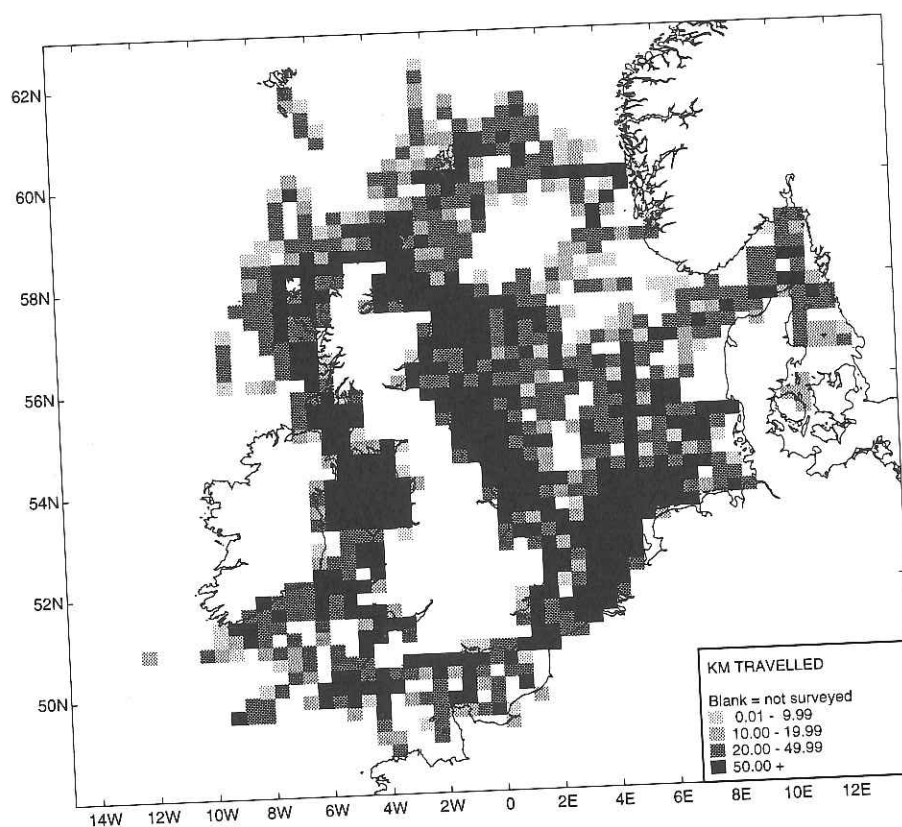 62N
60N
58N
56N
54N
52N
50N
KM TRAVELLED
Blank = not surveyed
0.01 - 9.99
10.00 - 19.99
20.00 - 49.99
50.00 +
14W 12W 10W 8W 6W 4W 2W 0 2E 4E 6E 8E 10E 12E